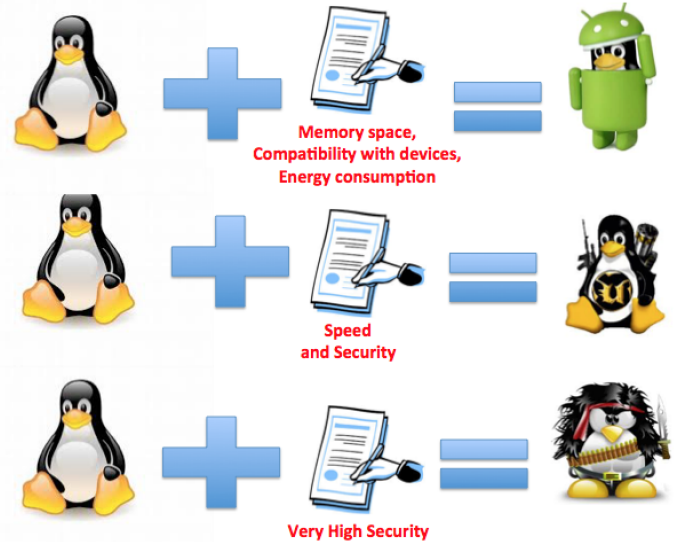 Memory space,
Compatibility with devices,
Energy consumption
Speed
and Security
Very High Security